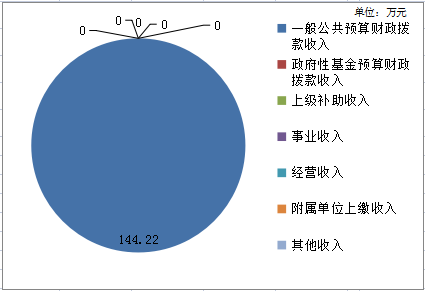 单位: 万元
0
0
0
0
0
144.22
一般公共预算财政拨
款收入
政府性基金预算财政
拨款收入
上级补助收入
事业收入
经营收入
附属单位上缴收入
其他收入